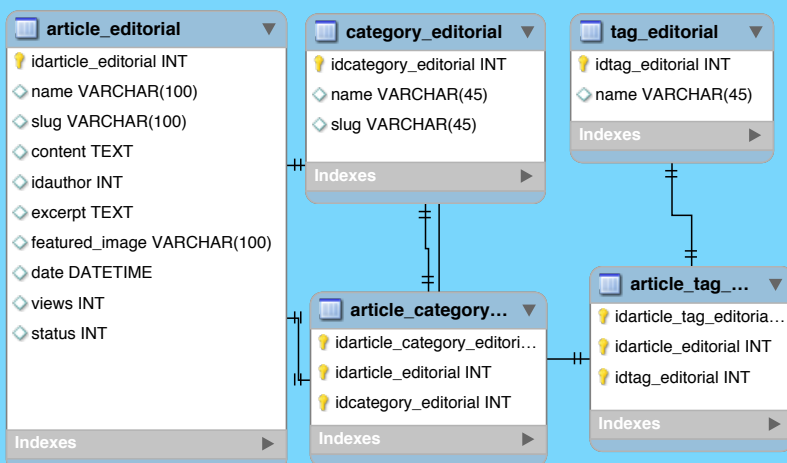 article_editorial
idarticle_editorial INT
name VARCHAR(100)
slug VARCHAR(100)
content TEXT
idauthor INT
excerpt TEXT
featured_image VARCHAR(100)
date DATETIME
views INT
status INT
Indexes
category_editorial
idcategory_editorial INT
name VARCHAR(45)
slug VARCHAR(45)
Indexes
tag_editorial
idtag_editorial INT
name VARCHAR(45)
Indexes
article_category...
idarticle_category_editori...
idarticle_editorial INT
idcategory_editorial INT
Indexes
article_tag_...
idarticle_tag_editoria...
idarticle_editorial INT
idtag_editorial INT
Indexes